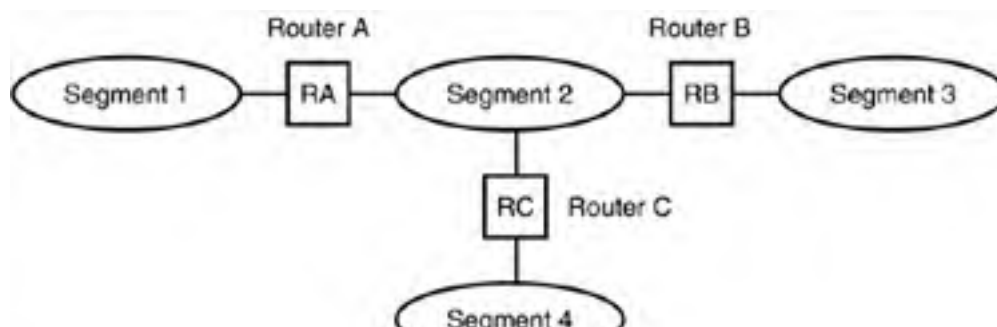 Router A
Router B
Segment 1
RA
Segment 2
RB
Segment 3
RC
Router C
Segment 4